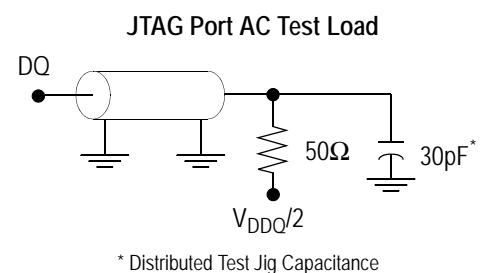 JTAG Port AC Test Load
DQ
50Ω
30pF*
VDDQ/2
* Distributed Test Jig Capacitance